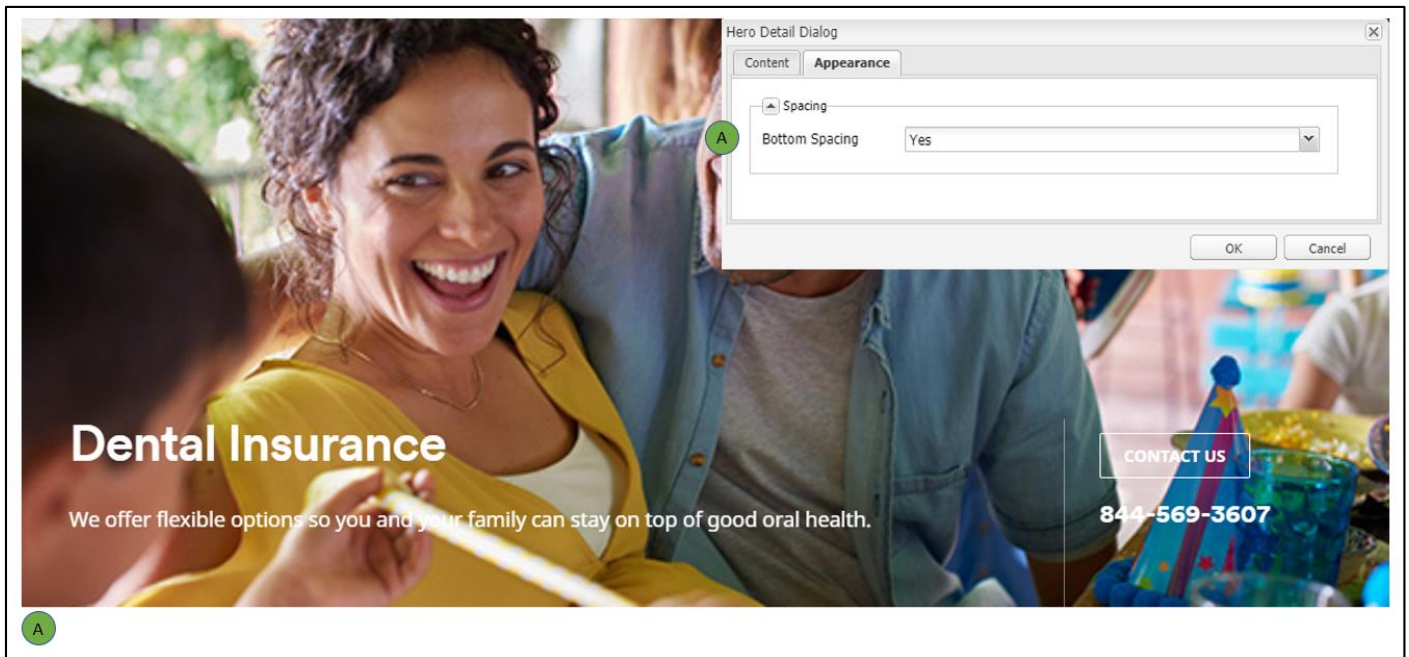 Hero Detail Dialog
Content Appearance
Spacing
A Bottom Spacing Yes
OK Cancel
Dental Insurance
CONTACT US
We offer flexible options so you and your family can stay on top of good oral health.
844-569-3607
A